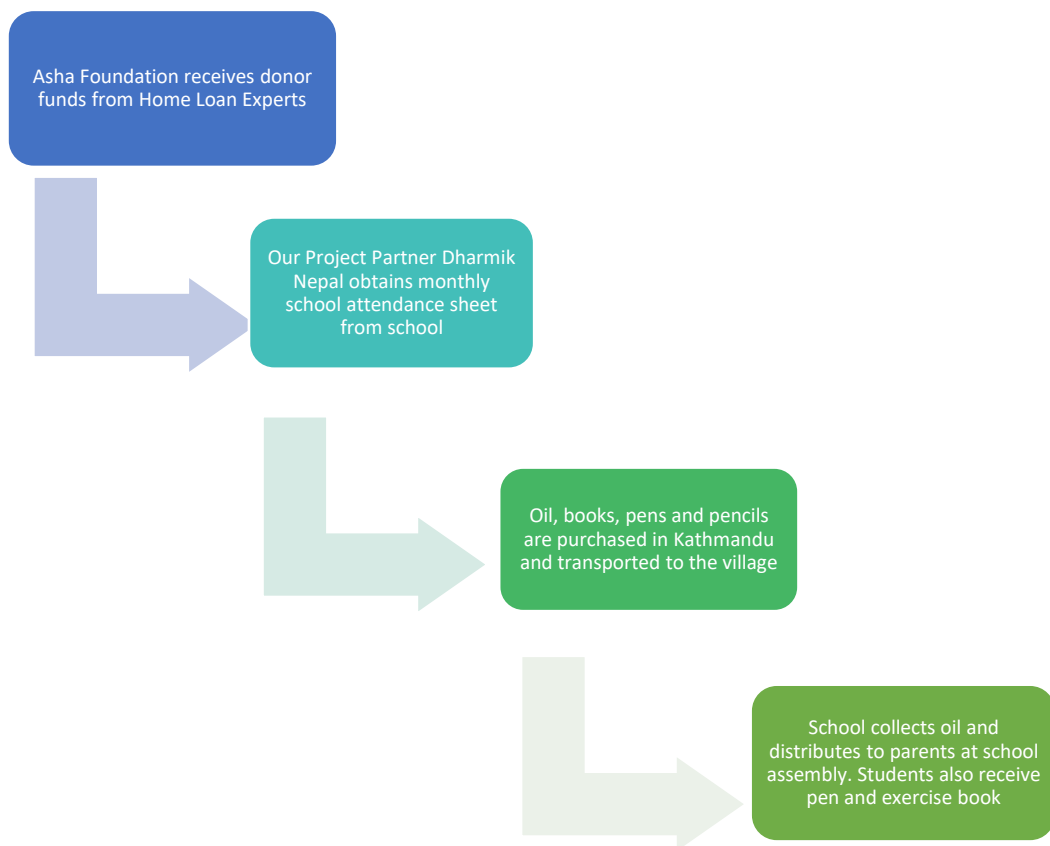 Asha Foundation receives donor
funds from Home Loan Experts
Our Project Partner Dharmik
Nepal obtains monthly
school attendance sheet
from school
Oil, books, pens and pencils
are purchased in Kathmandu
and transported to the village
School collects oil and
distributes to parents at school
assembly. Students also receive
pen and exercise book